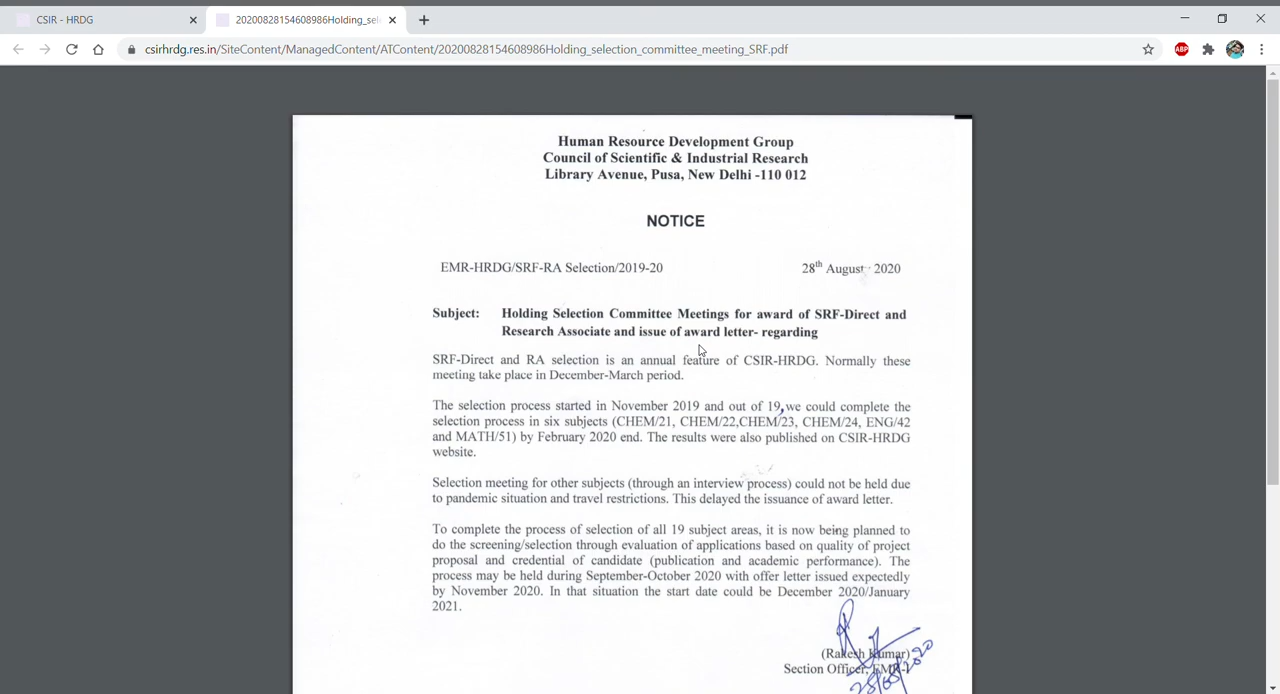 CSIR - HRDG
20200828154608986Holding_sel
csirhrdg.res.in/SiteContent/ManagedContent/ATContent/20200828154608986Holding_selection_committee_meeting_SRF.pdf
ABP
Human Resource Development Group
Council of Scientific & Industrial Research
Library Avenue, Pusa, New Delhi -110 012
NOTICE
EMR-HRDG/SRF-RA Selection/2019-20 28th August 2020
Subject: Holding Selection Committee Meetings for award of SRF-Direct and
Research Associate and issue of award letter- regarding
SRF-Direct and RA selection is an annual feature of CSIR-HRDG. Normally these
meeting take place in December-March period.
The selection process started in November 2019 and out of 19, we could complete the
selection process in six subjects (CHEM/21, CHEM/22,CHEM/23, CHEM/24, ENG/42
and MATH/51) by February 2020 end. The results were also published on CSIR-HRDG
website.
Selection meeting for other subjects (through an interview process) could not be held due
to pandemic situation and travel restrictions. This delayed the issuance of award letter.
To complete the process of selection of all 19 subject areas, it is now being planned to
do the screening/selection through evaluation of applications based on quality of project
proposal and credential of candidate (publication and academic performance). The
process may be held during September-October 2020 with offer letter issued expectedly
by November 2020. In that situation the start date could be December 2020/January
2021.
(Rakesh Kumar)
Section Officer, EMR-I
28/08/2020